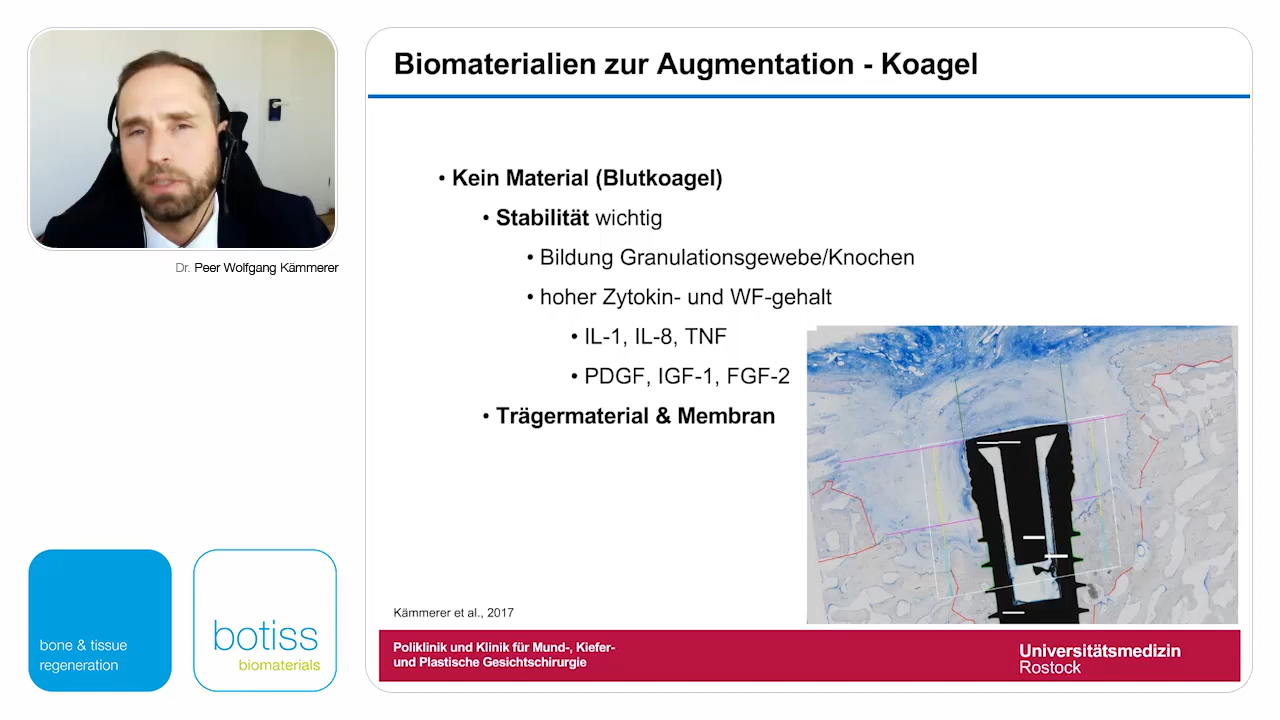 Dr. Peer Wolfgang Kämmerer
bone & tissue
regeneration
botiss
biomaterials
Biomaterialien zur Augmentation - Koagel
• Kein Material (Blutkoagel)
• Stabilität wichtig
• Bildung Granulationsgewebe/Knochen
• hoher Zytokin- und WF-gehalt
• IL-1, IL-8, TNF
• PDGF, IGF-1, FGF-2
• Trägermaterial & Membran
Kämmerer et al., 2017
Poliklinik und Klinik für Mund-, Kiefer-
und Plastische Gesichtschirurgie
Universitätsmedizin
Rostock